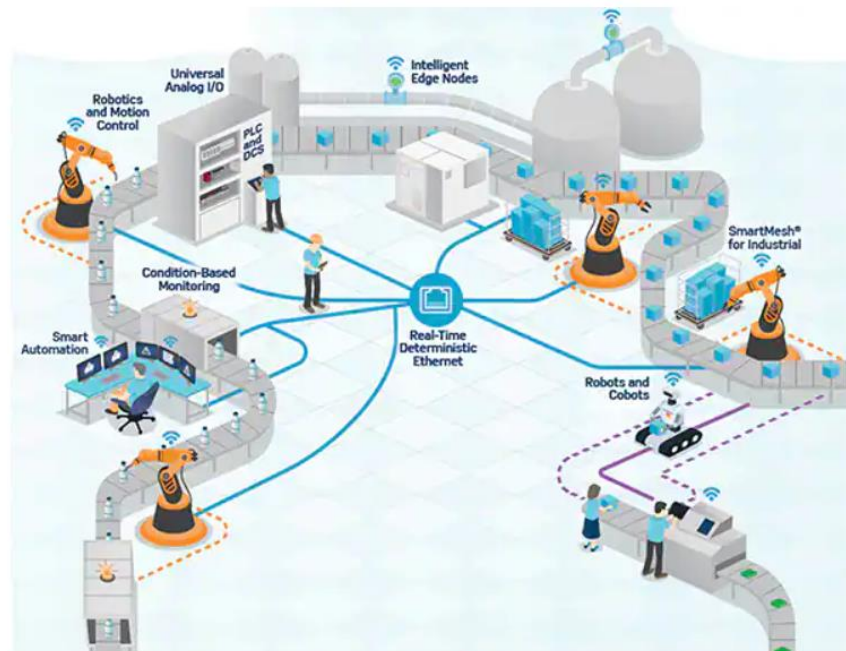 Universal
Analog I/O
Intelligent
Edge Nodes
Robotics
and Motion
Control
PLC
and
DCS
SmartMesh®
for Industrial
Condition-Based
Monitoring
Smart
Automation
Real-Time
Deterministic
Ethernet
Robots and
Cobots